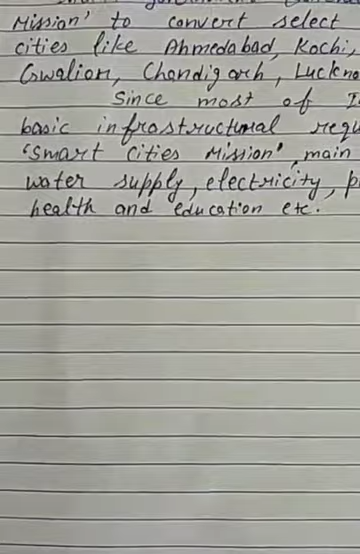 Mission' to convert select
cities like Ahmedabad, Kochi,
Gwalior, Chandigarh, Luckno
Since most of I
basic infrastructural requ
'Smart Cities Mission', main
water supply, electricity, p
health and education etc.